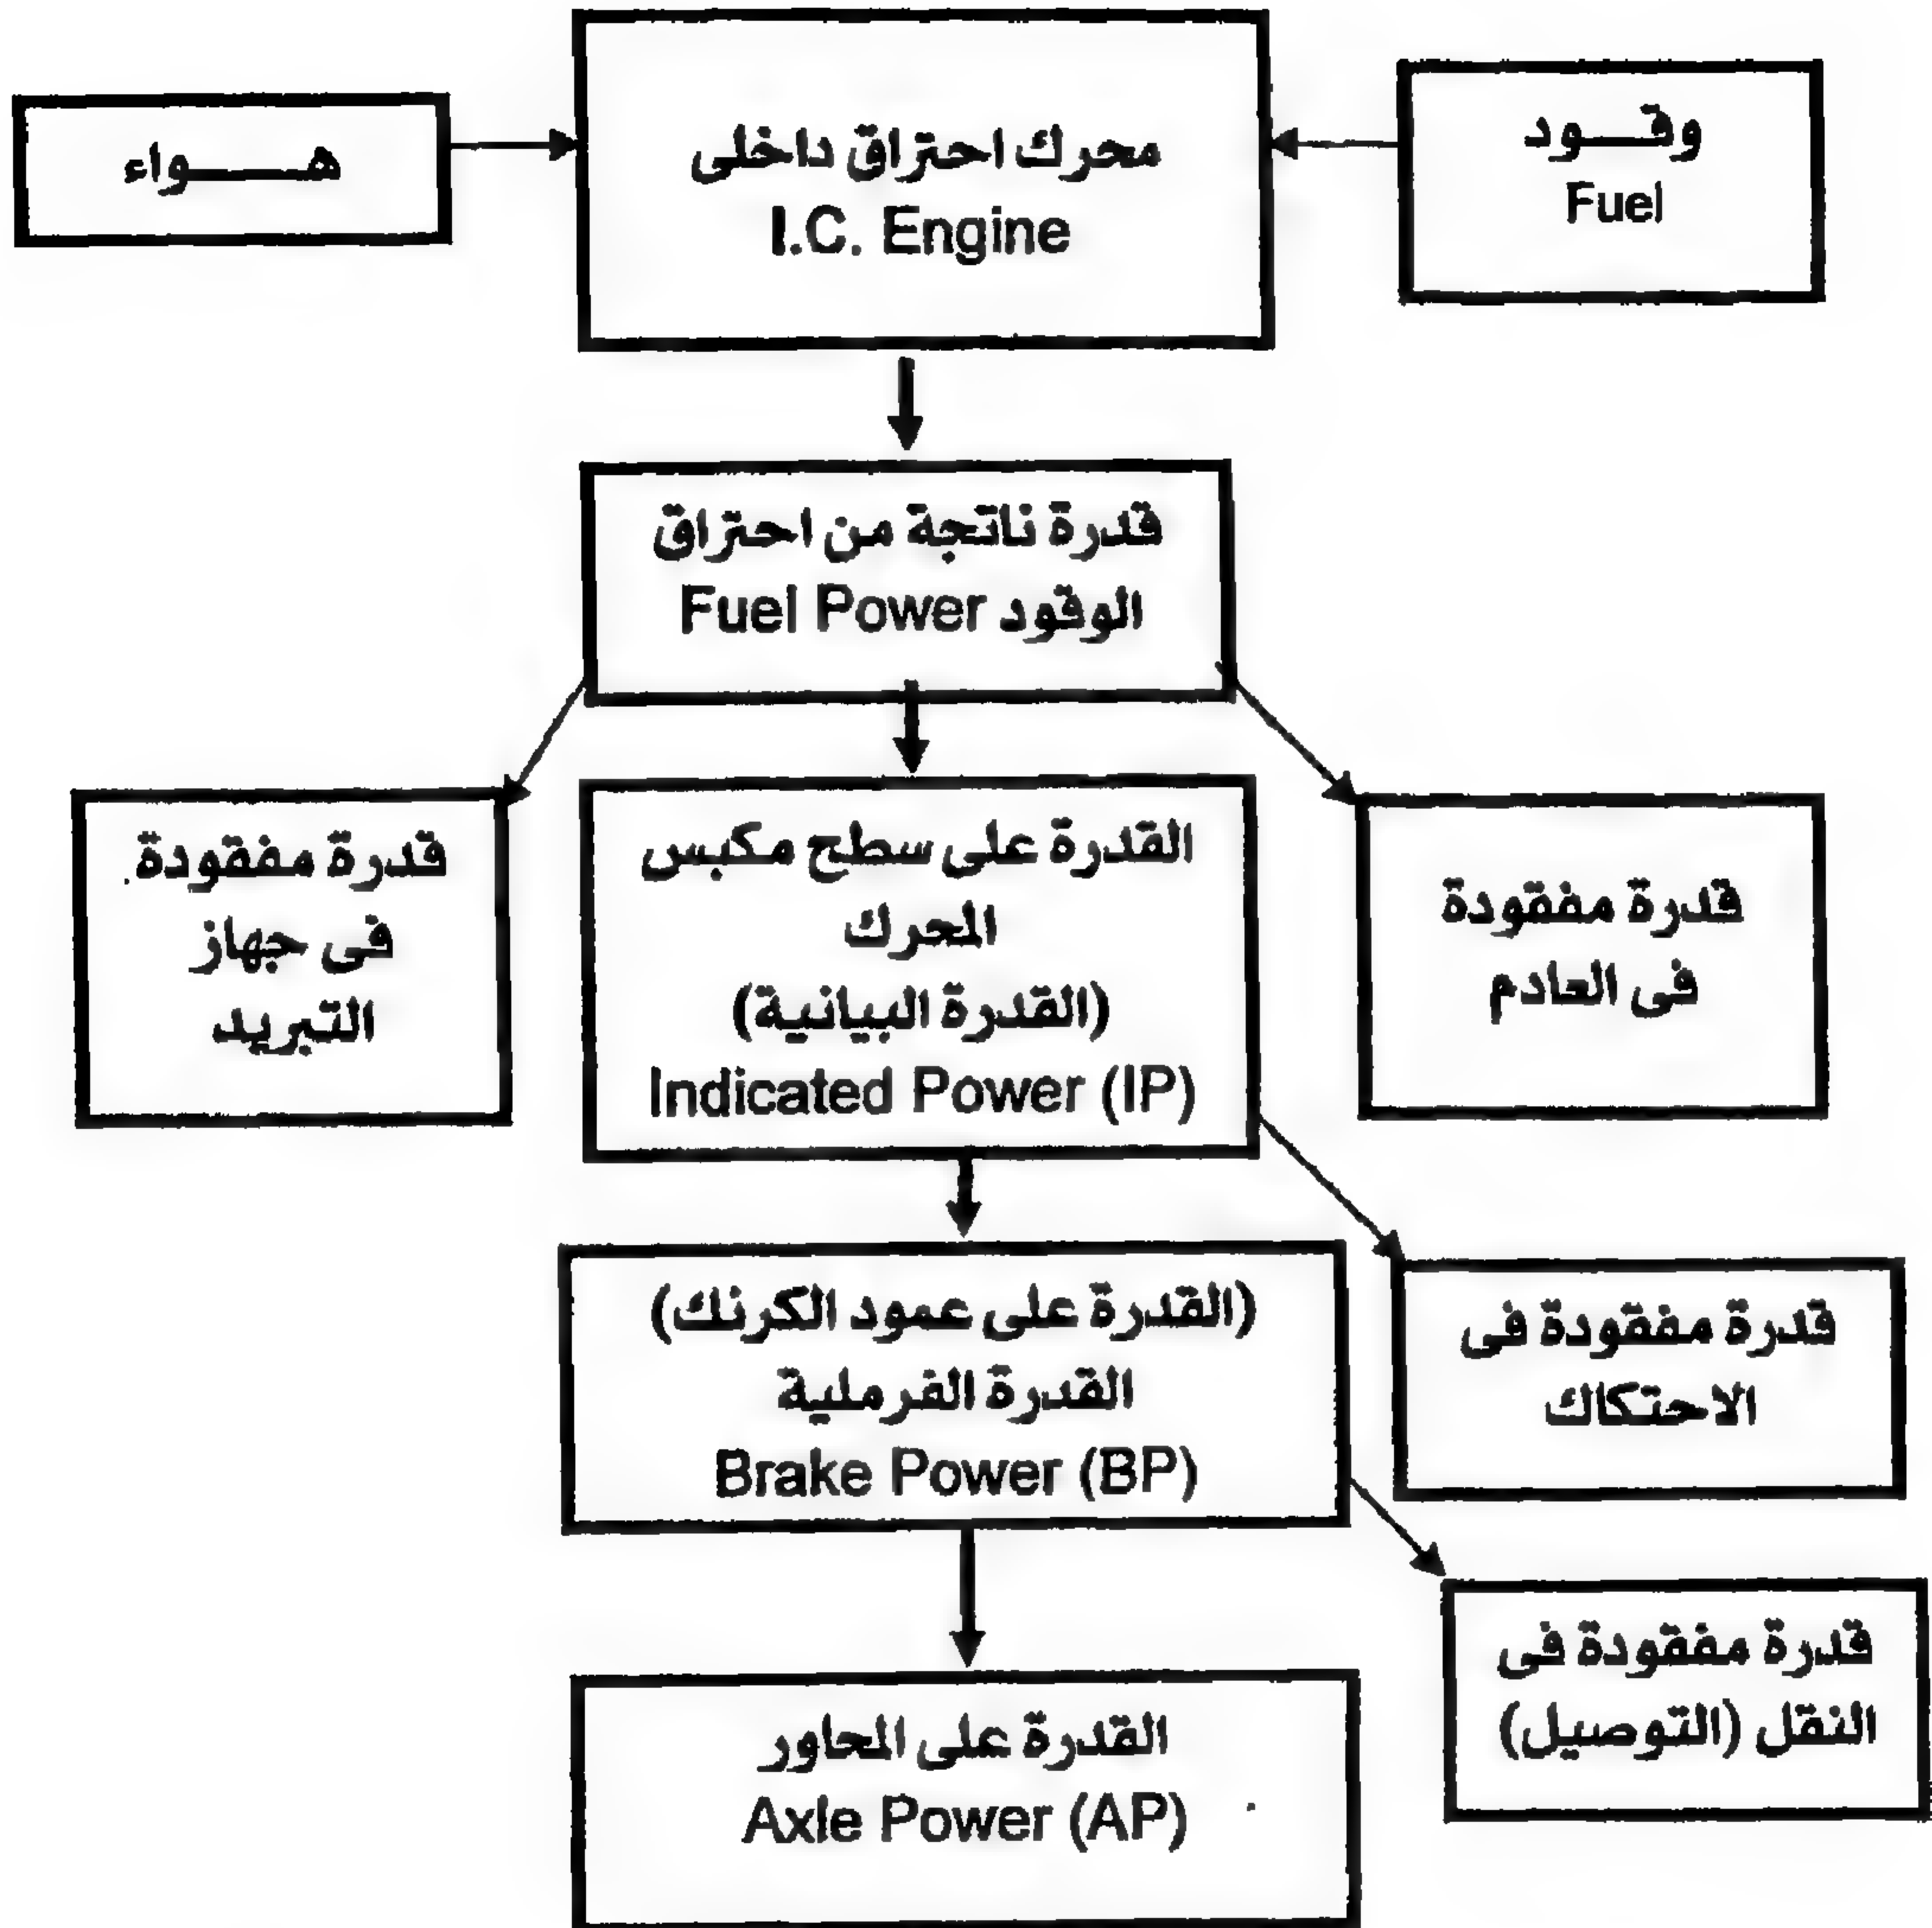 هـــــواء
محرك احتراق داخلى
I.C. Engine
وقـــود
Fuel
قدرة ناتجة من احتراق
الوقود Fuel Power
قدرة مفقودة
فى جهاز
التبريد
القدرة على سطح مكبس
المحرك
(القدرة البيانية)
Indicated Power (IP)
قدرة مفقودة
فى العادم
(القدرة على عمود الكرنك)
القدرة الفرملية
Brake Power (BP)
قدرة مفقودة فى
الاحتكاك
قدرة مفقودة فى
النقل (التوصيل)
القدرة على المحاور
Axle Power (AP)